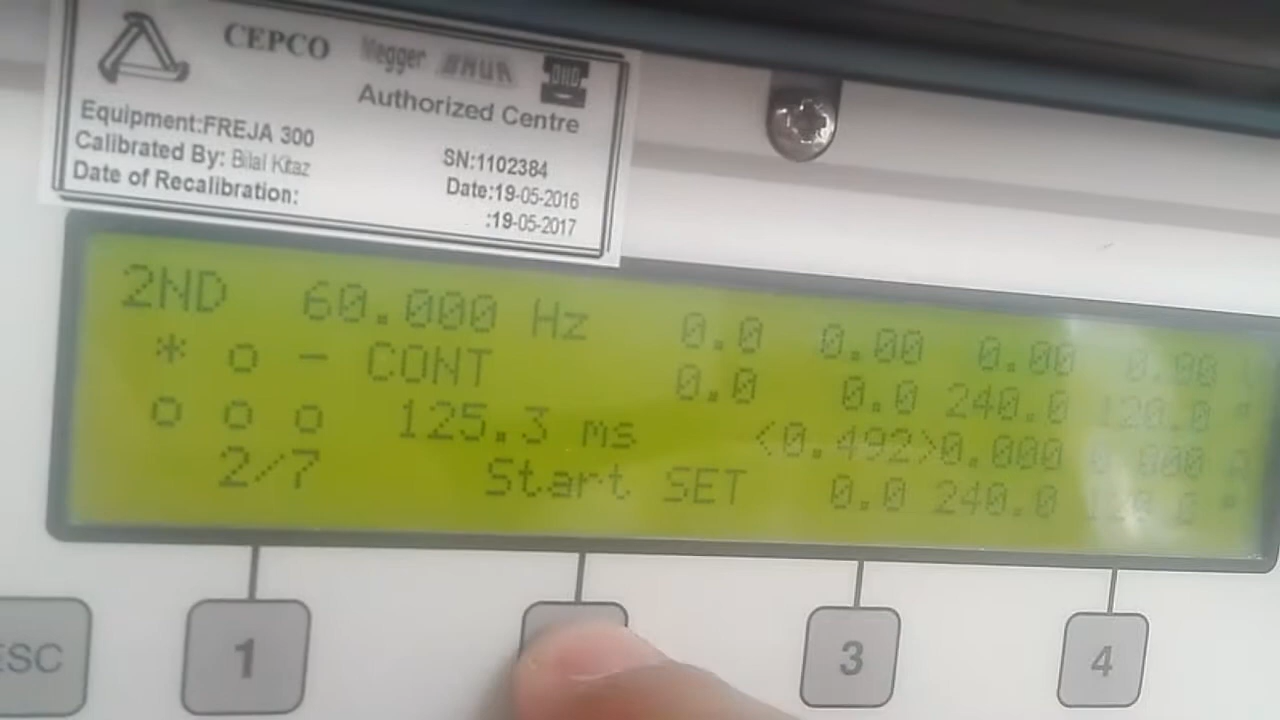 CEPCO Megger
Authorized Centre
Equipment:FREJA 300
Calibrated By: Bilal Kitaz SN:1102384
Date of Recalibration: Date:19-05-2016
:19-05-2017
2ND 60.000 Hz 0.0 0.00 0.00 0.00
* o - CONT 0.0 0.0 240.0 120.0 °
o o o 125.3 ms <0.492>0.000 0.000 A
2/7 Start SET 0.0 240.0 °
ESC 1 3 4